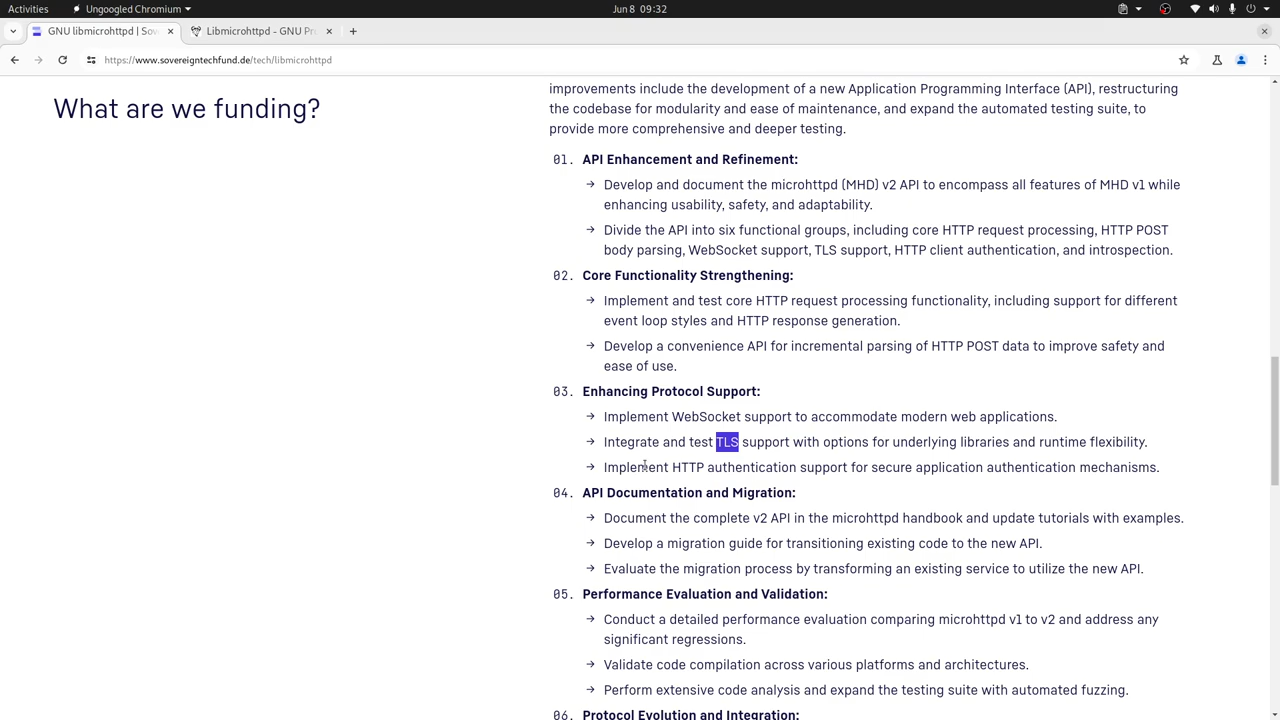 Activities
Ungoogled Chromium
Jun 8 09:32
GNU libmicrohttpd | Sov
Libmicrohttpd - GNU Pr
https://www.sovereigntechfund.de/tech/libmicrohttpd
What are we funding?
improvements include the development of a new Application Programming Interface (API), restructuring
the codebase for modularity and ease of maintenance, and expand the automated testing suite, to
provide more comprehensive and deeper testing.
01. API Enhancement and Refinement:
→ Develop and document the microhttpd (MHD) v2 API to encompass all features of MHD v1 while
enhancing usability, safety, and adaptability.
→ Divide the API into six functional groups, including core HTTP request processing, HTTP POST
body parsing, WebSocket support, TLS support, HTTP client authentication, and introspection.
02. Core Functionality Strengthening:
→ Implement and test core HTTP request processing functionality, including support for different
event loop styles and HTTP response generation.
→ Develop a convenience API for incremental parsing of HTTP POST data to improve safety and
ease of use.
03. Enhancing Protocol Support:
→ Implement WebSocket support to accommodate modern web applications.
→ Integrate and test TLS support with options for underlying libraries and runtime flexibility.
→ Implement HTTP authentication support for secure application authentication mechanisms.
04. API Documentation and Migration:
→ Document the complete v2 API in the microhttpd handbook and update tutorials with examples.
→ Develop a migration guide for transitioning existing code to the new API.
→ Evaluate the migration process by transforming an existing service to utilize the new API.
05. Performance Evaluation and Validation:
→ Conduct a detailed performance evaluation comparing microhttpd v1 to v2 and address any
significant regressions.
→ Validate code compilation across various platforms and architectures.
→ Perform extensive code analysis and expand the testing suite with automated fuzzing.
06. Protocol Evolution and Integration: